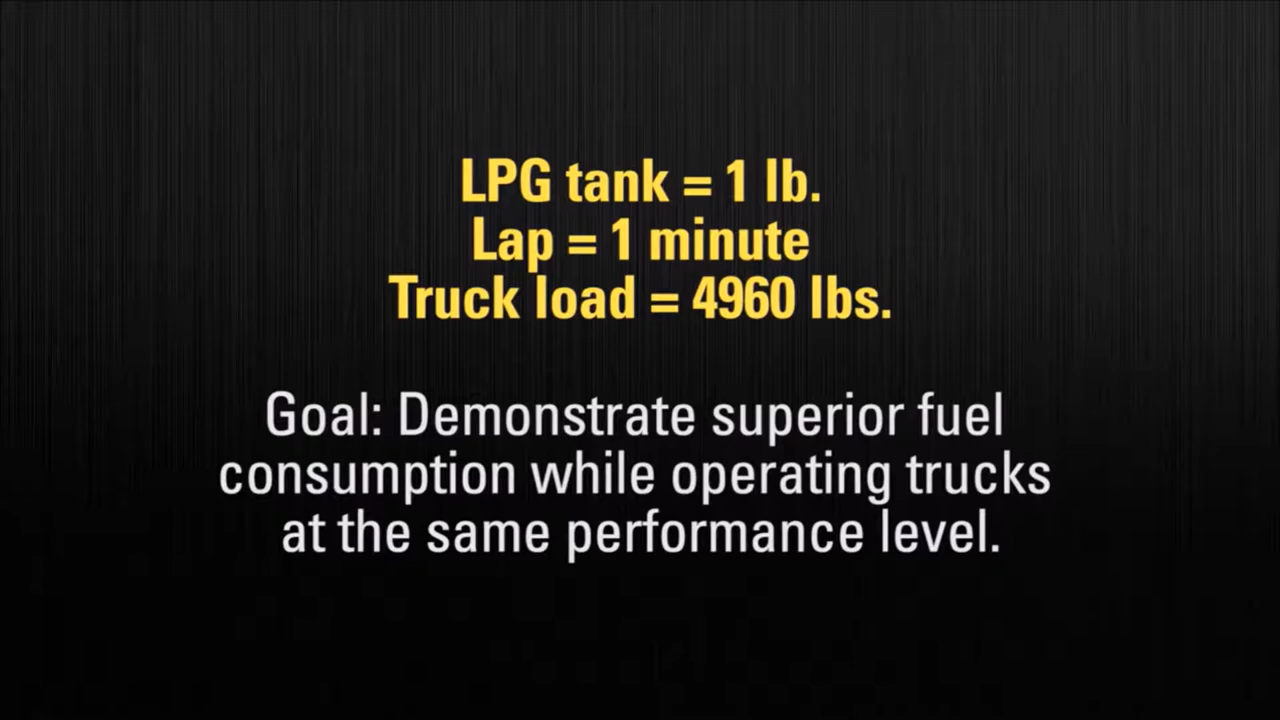 LPG tank = 1 lb.
Lap = 1 minute
Truck load = 4960 lbs.
Goal: Demonstrate superior fuel
consumption while operating trucks
at the same performance level.